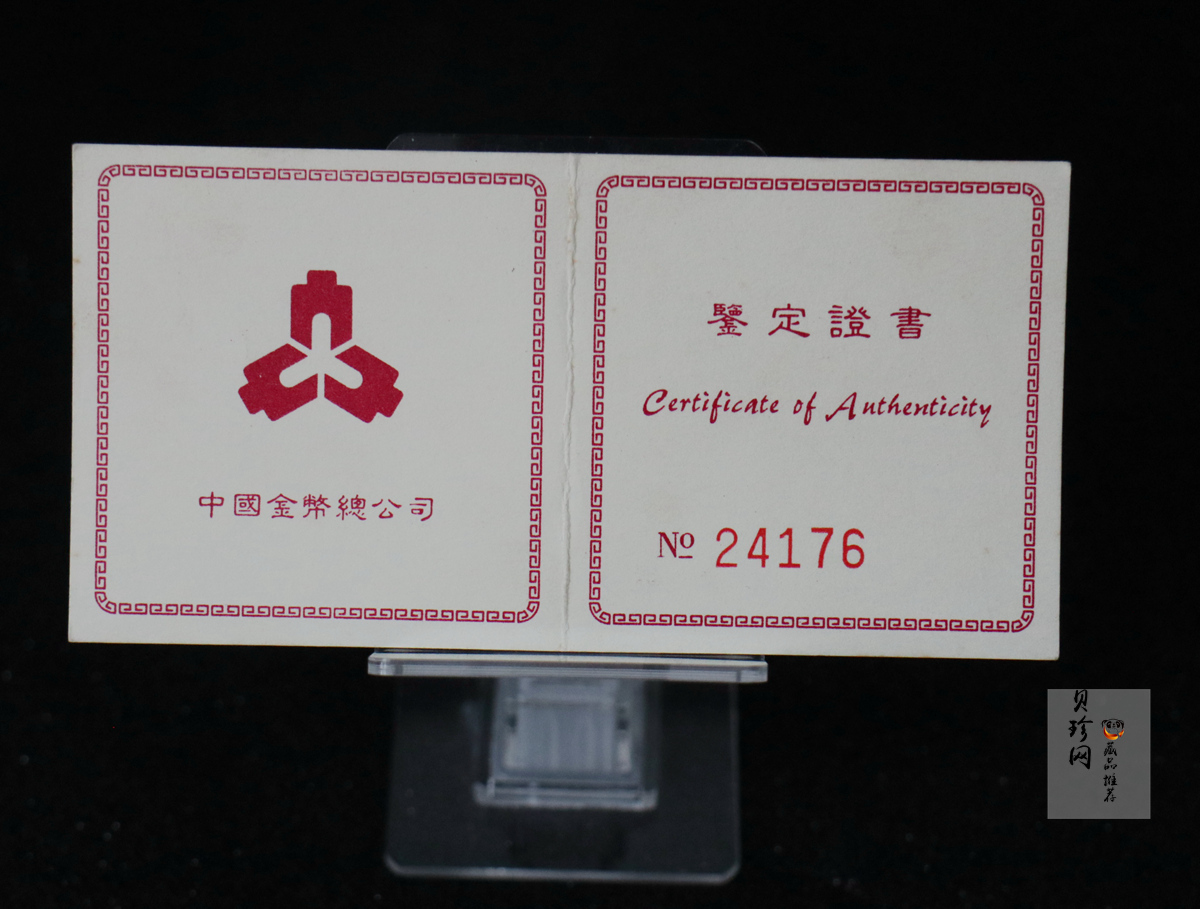 中國金幣總公司
鑒定證書
Certificate of Authenticity
№ 24176
贝珍网
藏品推荐